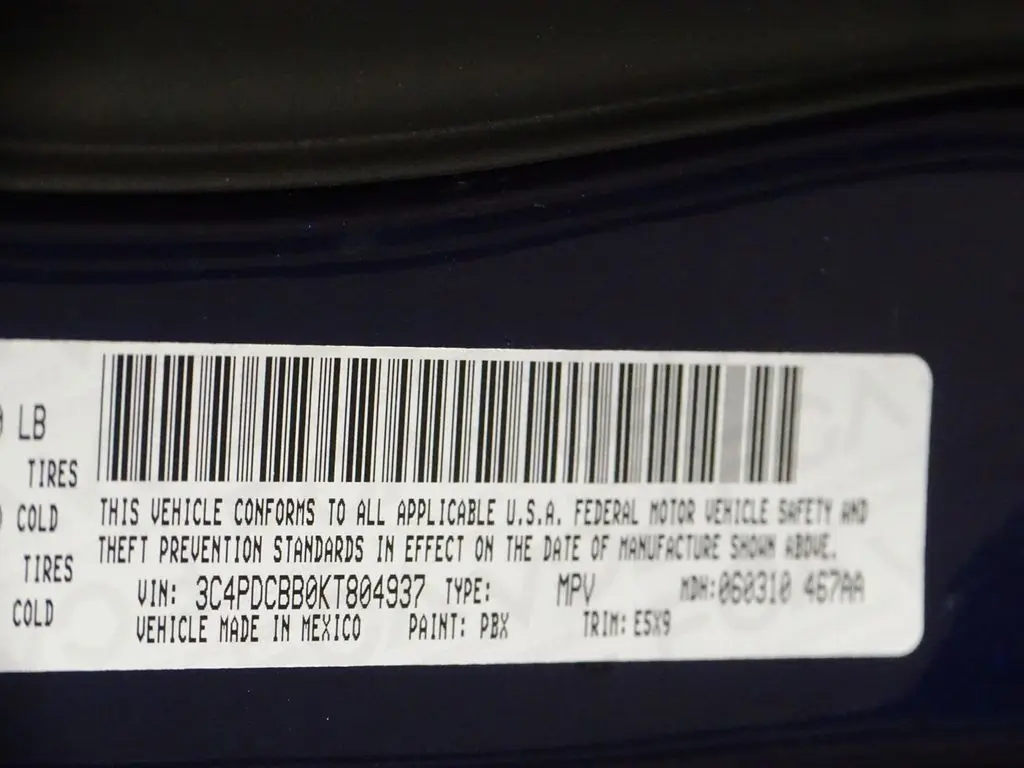 LB
TIRES
COLD
TIRES
COLD
THIS VEHICLE CONFORMS TO ALL APPLICABLE U.S.A. FEDERAL MOTOR VEHICLE SAFETY AND
THEFT PREVENTION STANDARDS IN EFFECT ON THE DATE OF MANUFACTURE SHOWN ABOVE.
VIN: 3C4PDCBB0KT804937 TYPE: MPV MDH:060310 467AA
VEHICLE MADE IN MEXICO PAINT: PBX TRIM: E5X9